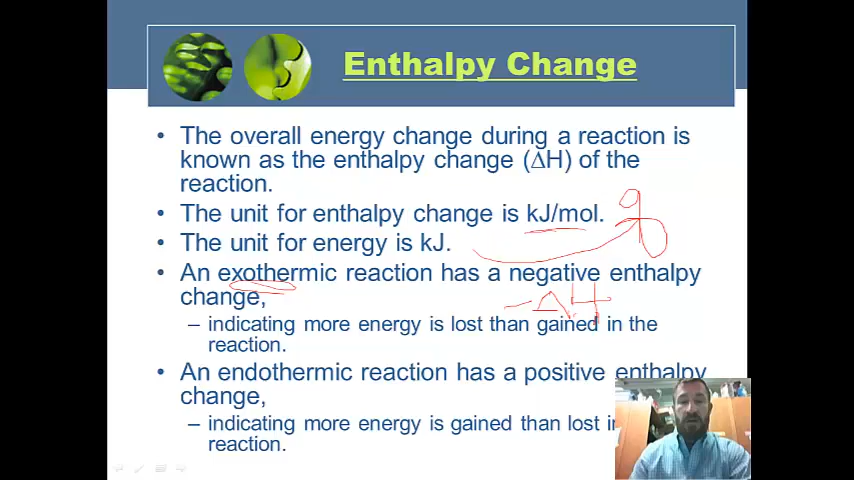 Enthalpy Change
• The overall energy change during a reaction is
known as the enthalpy change (ΔH) of the
reaction.
• The unit for enthalpy change is kJ/mol.
• The unit for energy is kJ.
• An exothermic reaction has a negative enthalpy
change,
-ΔH
– indicating more energy is lost than gained in the
reaction.
• An endothermic reaction has a positive enthalpy
change,
– indicating more energy is gained than lost in
reaction.